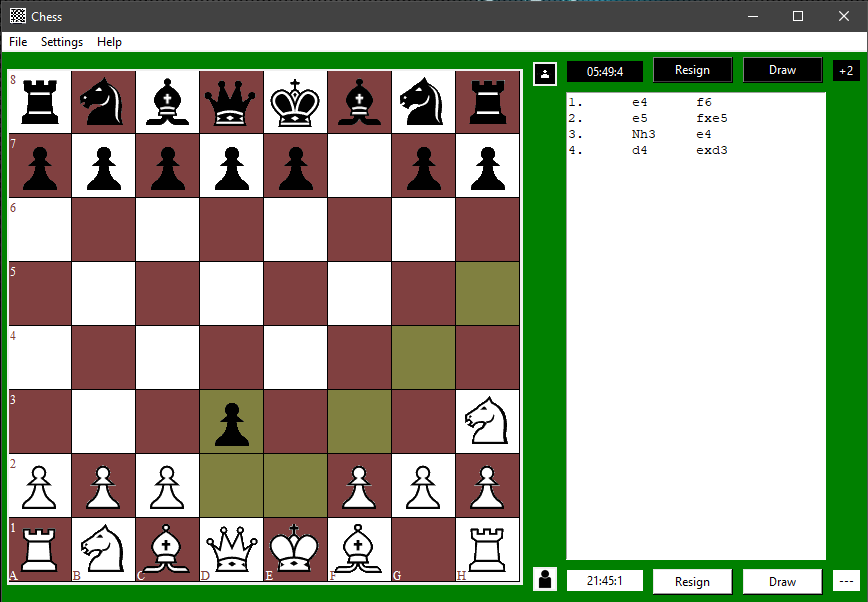 Chess
File Settings Help
05:49:4 Resign Draw +2
1. e4 f6
2. e5 fxe5
3. Nh3 e4
4. d4 exd3
8
7
6
5
4
3
2
1
A B C D E F G H
21:45:1 Resign Draw ---